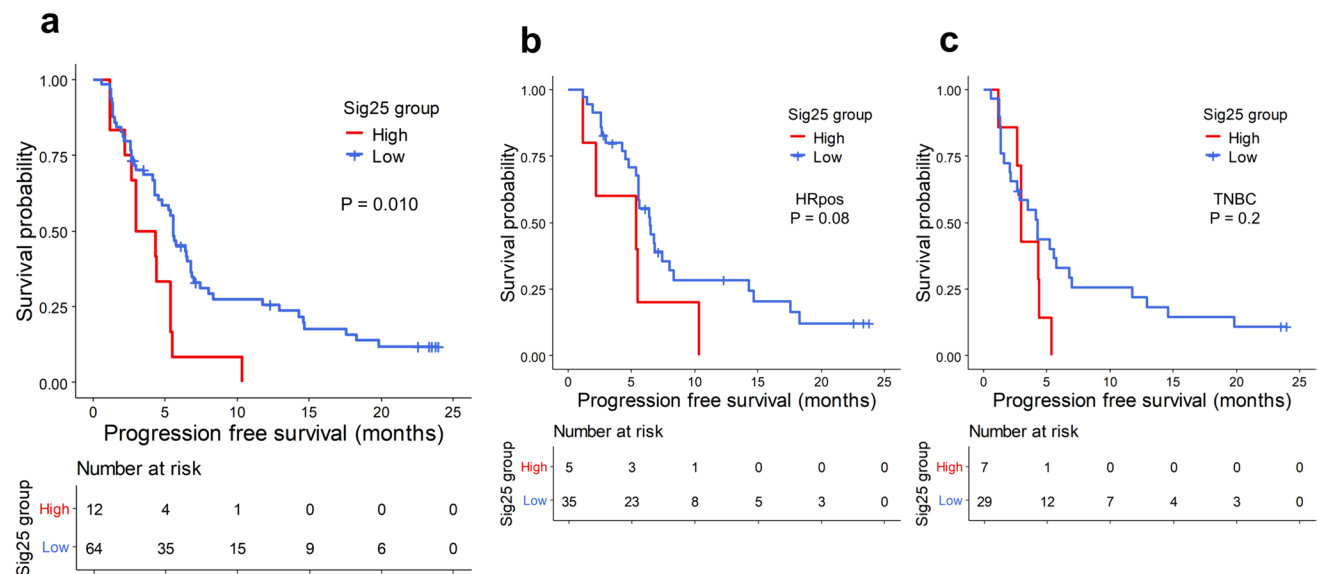 a
Survival probability
1.00
0.75
0.50
0.25
0.00
Sig25 group
High
Low
P = 0.010
0 5 10 15 20 25
Progression free survival (months)
Number at risk
Sig25 group
High 12 4 1 0 0 0
Low 64 35 15 9 6 0
b
Survival probability
1.00
0.75
0.50
0.25
0.00
Sig25 group
High
Low
HRpos
P = 0.08
0 5 10 15 20 25
Progression free survival (months)
Number at risk
Sig25 group
High 5 3 1 0 0 0
Low 35 23 8 5 3 0
c
Survival probability
1.00
0.75
0.50
0.25
0.00
Sig25 group
High
Low
TNBC
P = 0.2
0 5 10 15 20 25
Progression free survival (months)
Number at risk
Sig25 group
High 7 1 0 0 0 0
Low 29 12 7 4 3 0